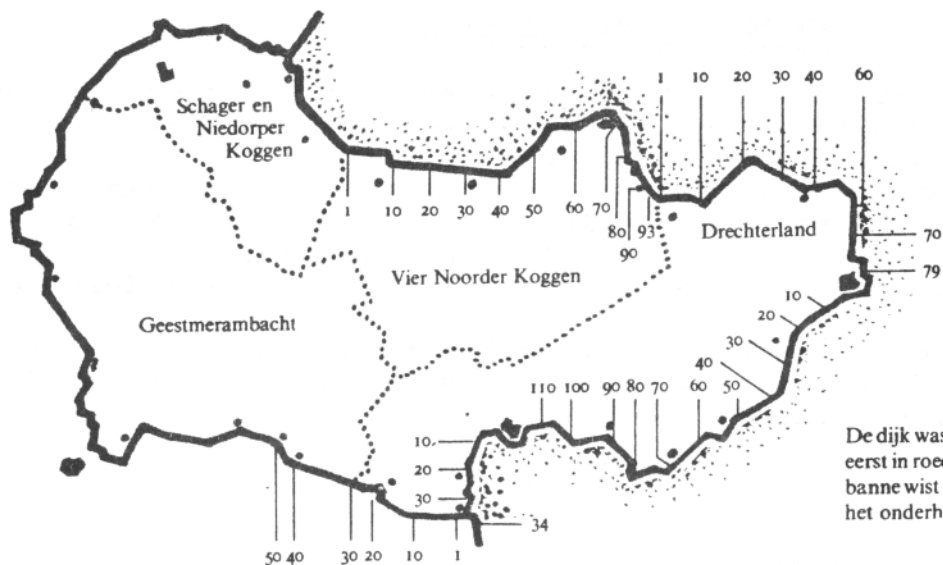 1 10 20 30 40 60
Schager en
Niedorper
Koggen
1 10 20 30 40 50 60 70 80 90 93
Drechterland
70
79
Vier Noorder Koggen
Geestmerambacht
10
20
30
40
50
60
70
80
90
100
110
10
20
30
34
50 40 30 20 10 1
De dijk was
eerst in roed
banne wist
het onderh